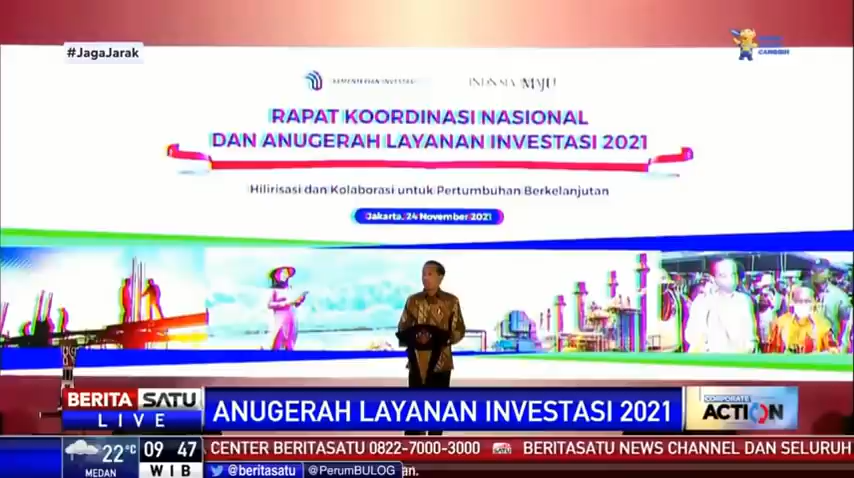 #JagaJarak
KEMENTERIAN INVESTASI
MAJU
RAPAT KOORDINASI NASIONAL
DAN ANUGERAH LAYANAN INVESTASI 2021
Hilirisasi dan Kolaborasi untuk Pertumbuhan Berkelanjutan
Jakarta, 24 November 2021
BERITA SATU
LIVE
ANUGERAH LAYANAN INVESTASI 2021
CORPORATE
ACTION
22°C
MEDAN
09 47
WIB
CENTER BERITASATU 0822-7000-3000 BERITASATU NEWS CHANNEL DAN SELURUH
@beritasatu @PerumBULOG an.